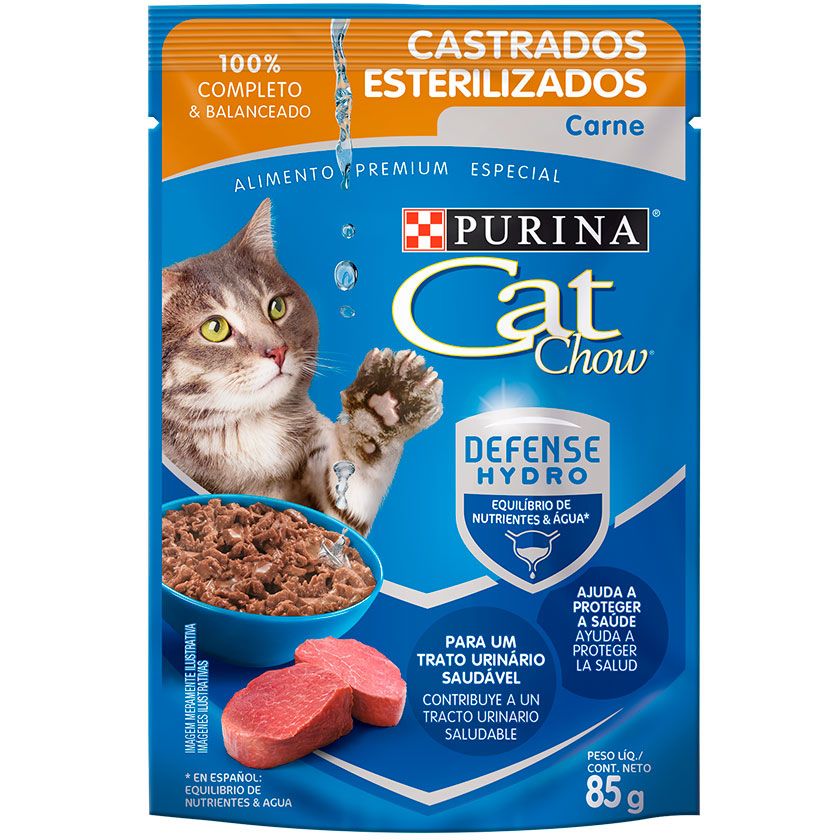 100%
COMPLETO
& BALANCEADO
CASTRADOS
ESTERILIZADOS
Carne
ALIMENTO PREMIUM ESPECIAL
PURINA®
Cat
Chow®
DEFENSE
HYDRO
EQUILÍBRIO DE
NUTRIENTES & ÁGUA*
AJUDA A
PROTEGER
A SAÚDE
AYUDA A
PROTEGER
LA SALUD
PARA UM
TRATO URINÁRIO
SAUDÁVEL
CONTRIBUYE A UN
TRACTO URINARIO
SALUDABLE
IMAGEM MERAMENTE ILUSTRATIVA
IMÁGENES ILUSTRATIVAS
* EN ESPAÑOL:
EQUILIBRIO DE
NUTRIENTES & AGUA
PESO LÍQ./
CONT. NETO
85g